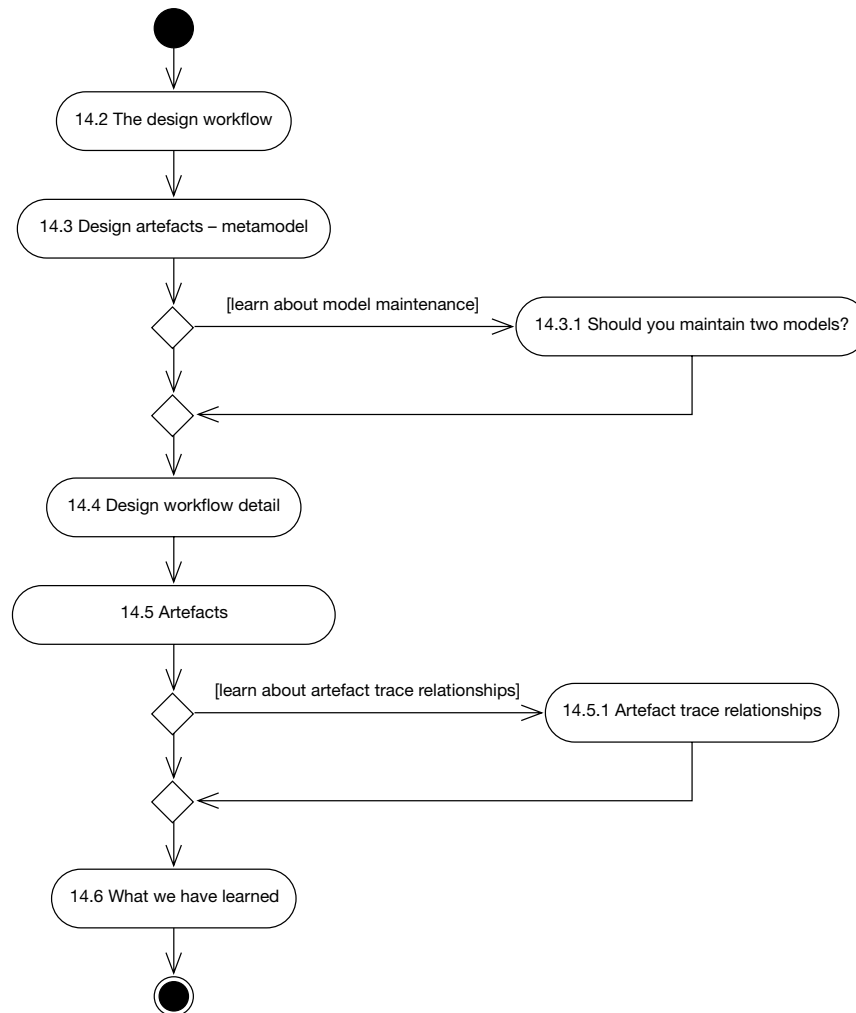 14.2 The design workflow
14.3 Design artefacts – metamodel
[learn about model maintenance]
14.3.1 Should you maintain two models?
14.4 Design workflow detail
14.5 Artefacts
[learn about artefact trace relationships]
14.5.1 Artefact trace relationships
14.6 What we have learned